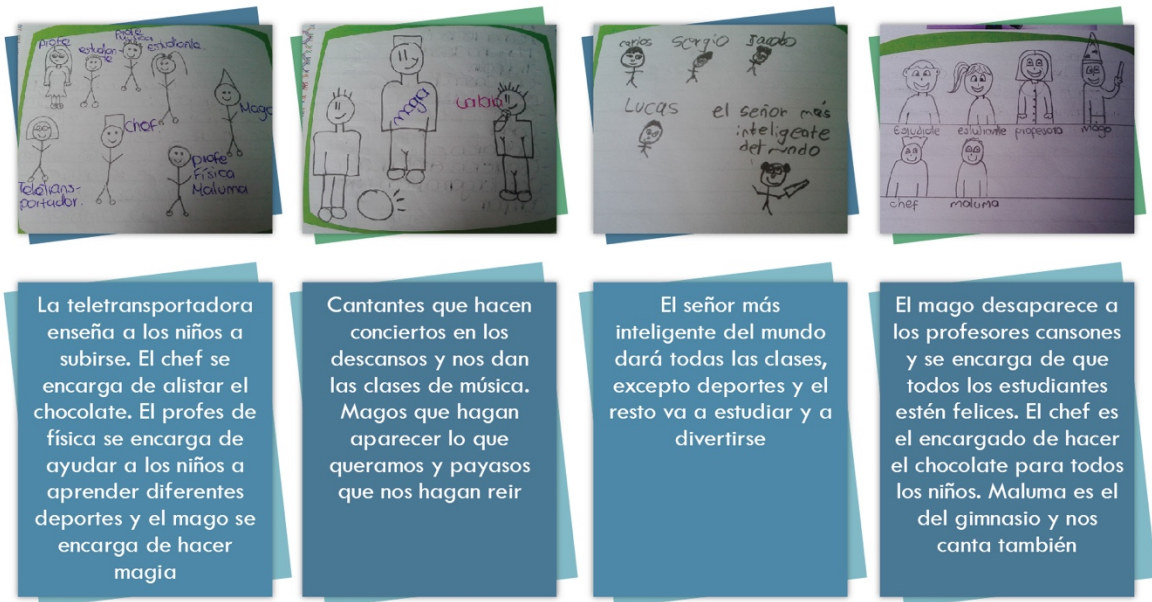 profe
estudiante
profe
estudiante
Mago
Chef
Teletrans-
portador.
profe
Física
Maluma
mago
carlos
Sergio
Jacobo
Lucas
el señor más
inteligente
del mundo
Estudiante
estudiante
profesora
mago
chef
maluma
La teletransportadora
enseña a los niños a
subirse. El chef se
encarga de alistar el
chocolate. El profes de
física se encarga de
ayudar a los niños a
aprender diferentes
deportes y el mago se
encarga de hacer
magia
Cantantes que hacen
conciertos en los
descansos y nos dan
las clases de música.
Magos que hagan
aparecer lo que
queramos y payasos
que nos hagan reir
El señor más
inteligente del mundo
dará todas las clases,
excepto deportes y el
resto va a estudiar y a
divertirse
El mago desaparece a
los profesores cansones
y se encarga de que
todos los estudiantes
estén felices. El chef es
el encargado de hacer
el chocolate para todos
los niños. Maluma es el
del gimnasio y nos
canta también